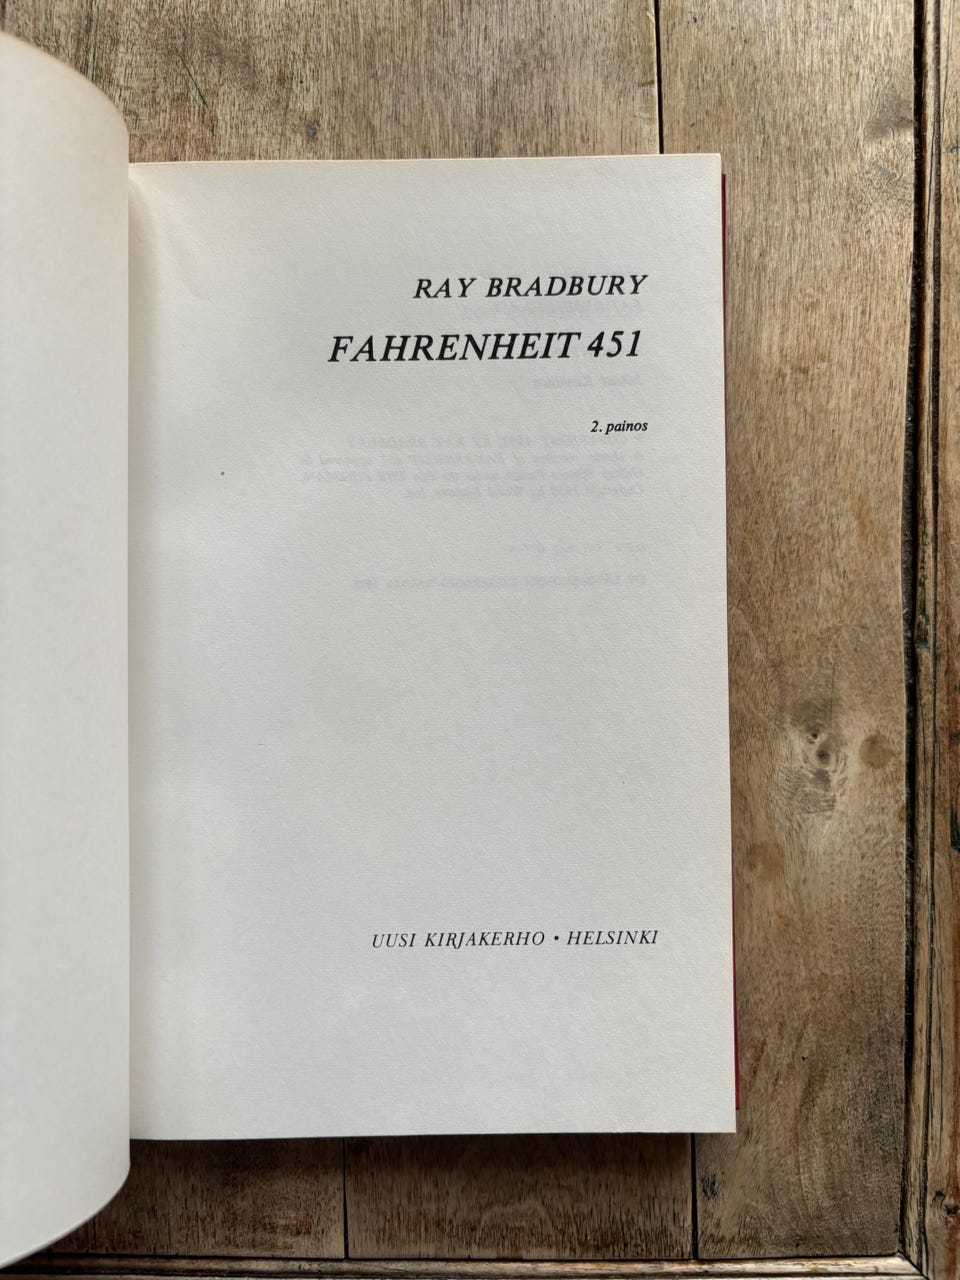 RAY BRADBURY
FAHRENHEIT 451
2. painos
UUSI KIRJAKERHO • HELSINKI